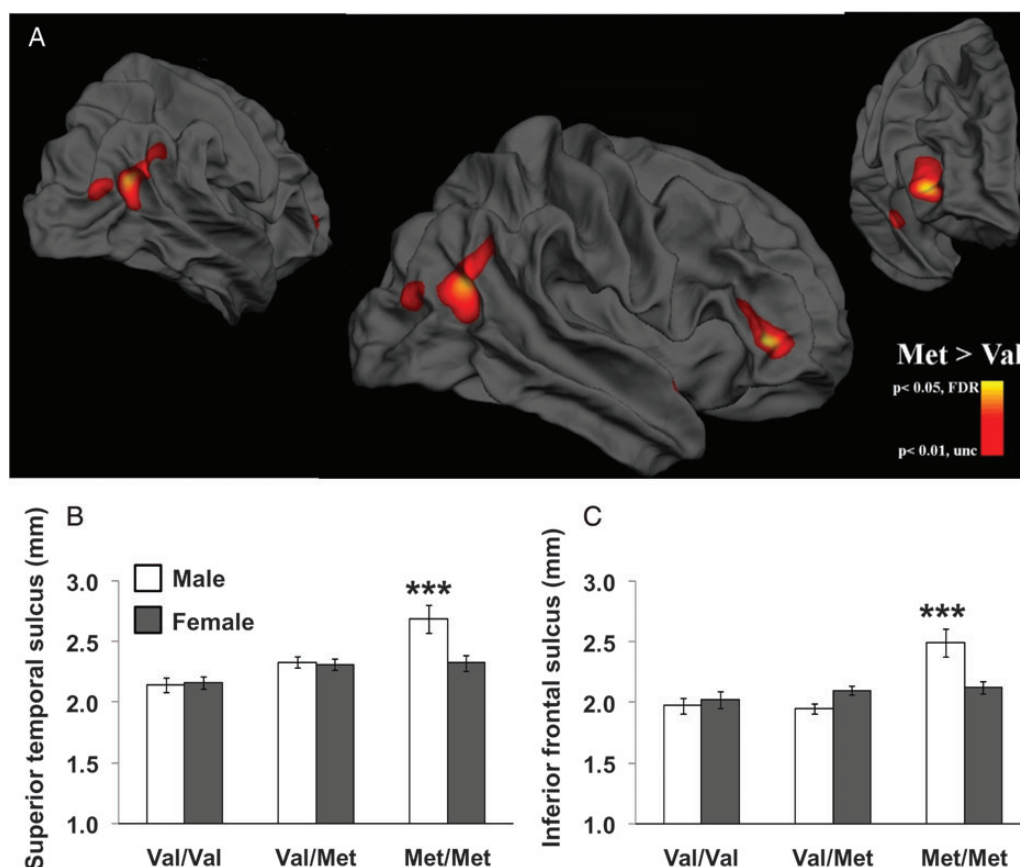 A
Met > Val
p< 0.05, FDR
p< 0.01, unc
B
Superior temporal sulcus (mm)
Male
Female
***
3.0
2.5
2.0
1.5
1.0
Val/Val
Val/Met
Met/Met
C
Inferior frontal sulcus (mm)
***
3.0
2.5
2.0
1.5
1.0
Val/Val
Val/Met
Met/Met